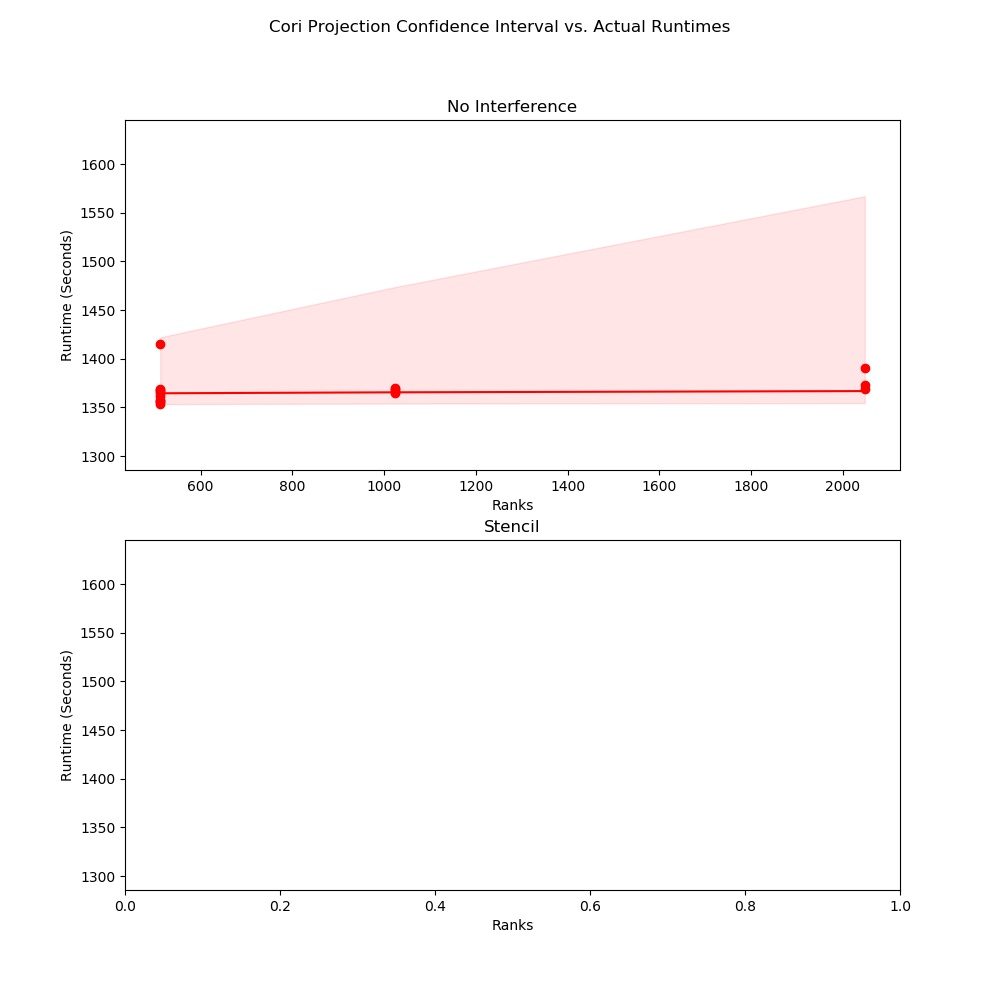 Cori Projection Confidence Interval vs. Actual Runtimes
No Interference
1600
1550
1500
1450
1400
1350
1300
Runtime (Seconds)
600 800 1000 1200 1400 1600 1800 2000
Ranks
Stencil
1600
1550
1500
1450
1400
1350
1300
Runtime (Seconds)
0.0 0.2 0.4 0.6 0.8 1.0
Ranks